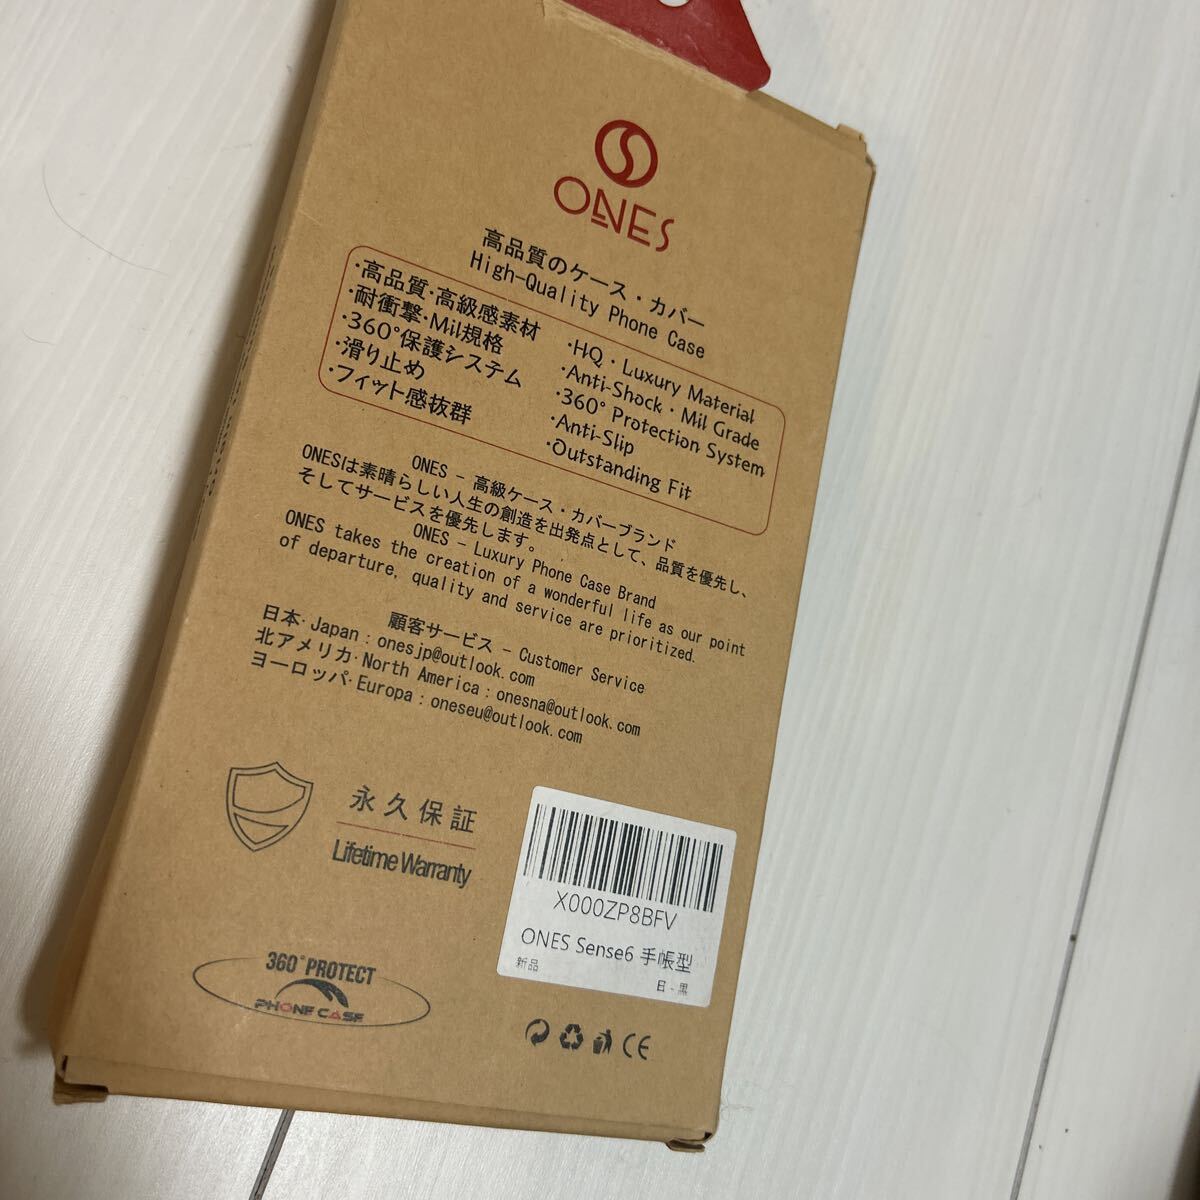 ONES
高品質のケース・カバー
High-Quality Phone Case
・高品質・高級感素材
・耐衝撃・Mil規格
・360°保護システム
・滑り止め
・フィット感抜群
・HQ・Luxury Material
・Anti-Shock・Mil Grade
・360° Protection System
・Anti-Slip
・Outstanding Fit
ONES - 高級ケース・カバーブランド
ONESは素晴らしい人生の創造を出発点として、品質を優先し、
そしてサービスを優先します。
ONES - Luxury Phone Case Brand
ONES takes the creation of a wonderful life as our point
of departure, quality and service are prioritized.
顧客サービス - Customer Service
日本・Japan：onesjp@outlook.com
北アメリカ・North America：onesna@outlook.com
ヨーロッパ・Europa：oneseu@outlook.com
永久保証
Lifetime Warranty
360°PROTECT
PHONE CASE
X000ZP8BFV
ONES Sense6 手帳型
新品
日-黒
CE